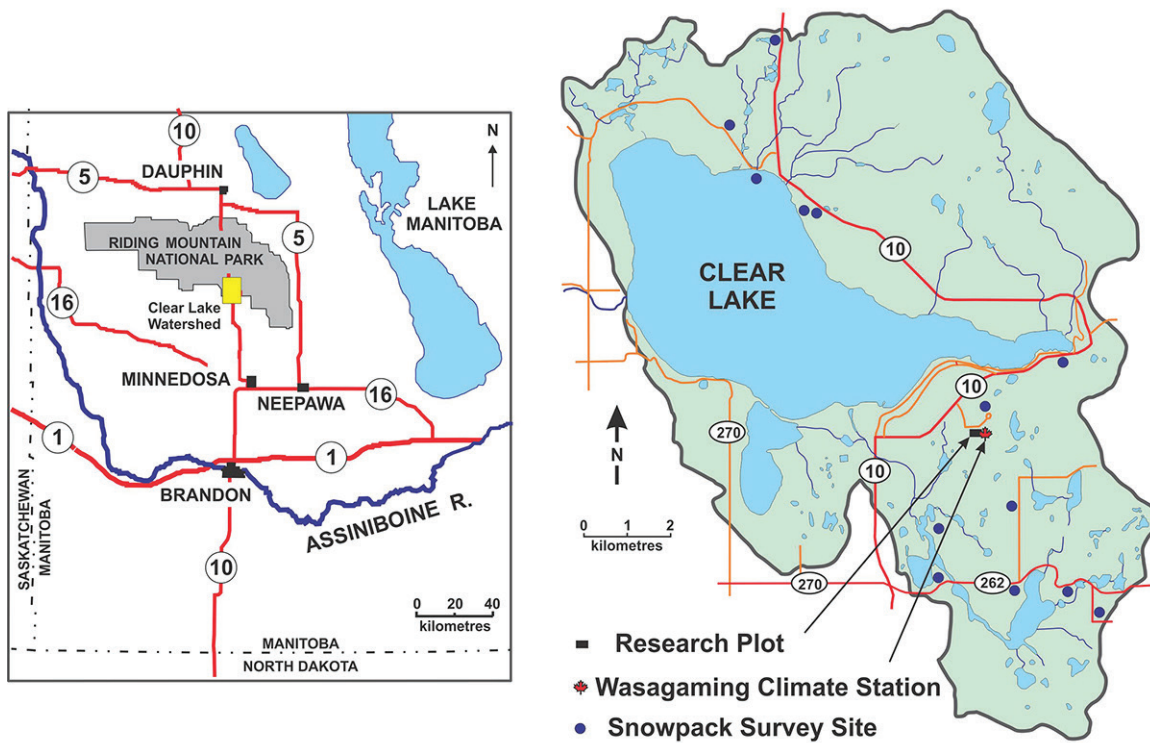 10
N
DAUPHIN
5
LAKE
MANITOBA
RIDING MOUNTAIN
NATIONAL PARK
5
16
Clear Lake
Watershed
MINNEDOSA
NEEPAWA
16
1
1
BRANDON
ASSINIBOINE R.
SASKATCHEWAN
MANITOBA
10
0 20 40
kilometres
MANITOBA
NORTH DAKOTA
10
CLEAR
LAKE
10
270
N
10
0 1 2
kilometres
270
262
Research Plot
Wasagaming Climate Station
Snowpack Survey Site